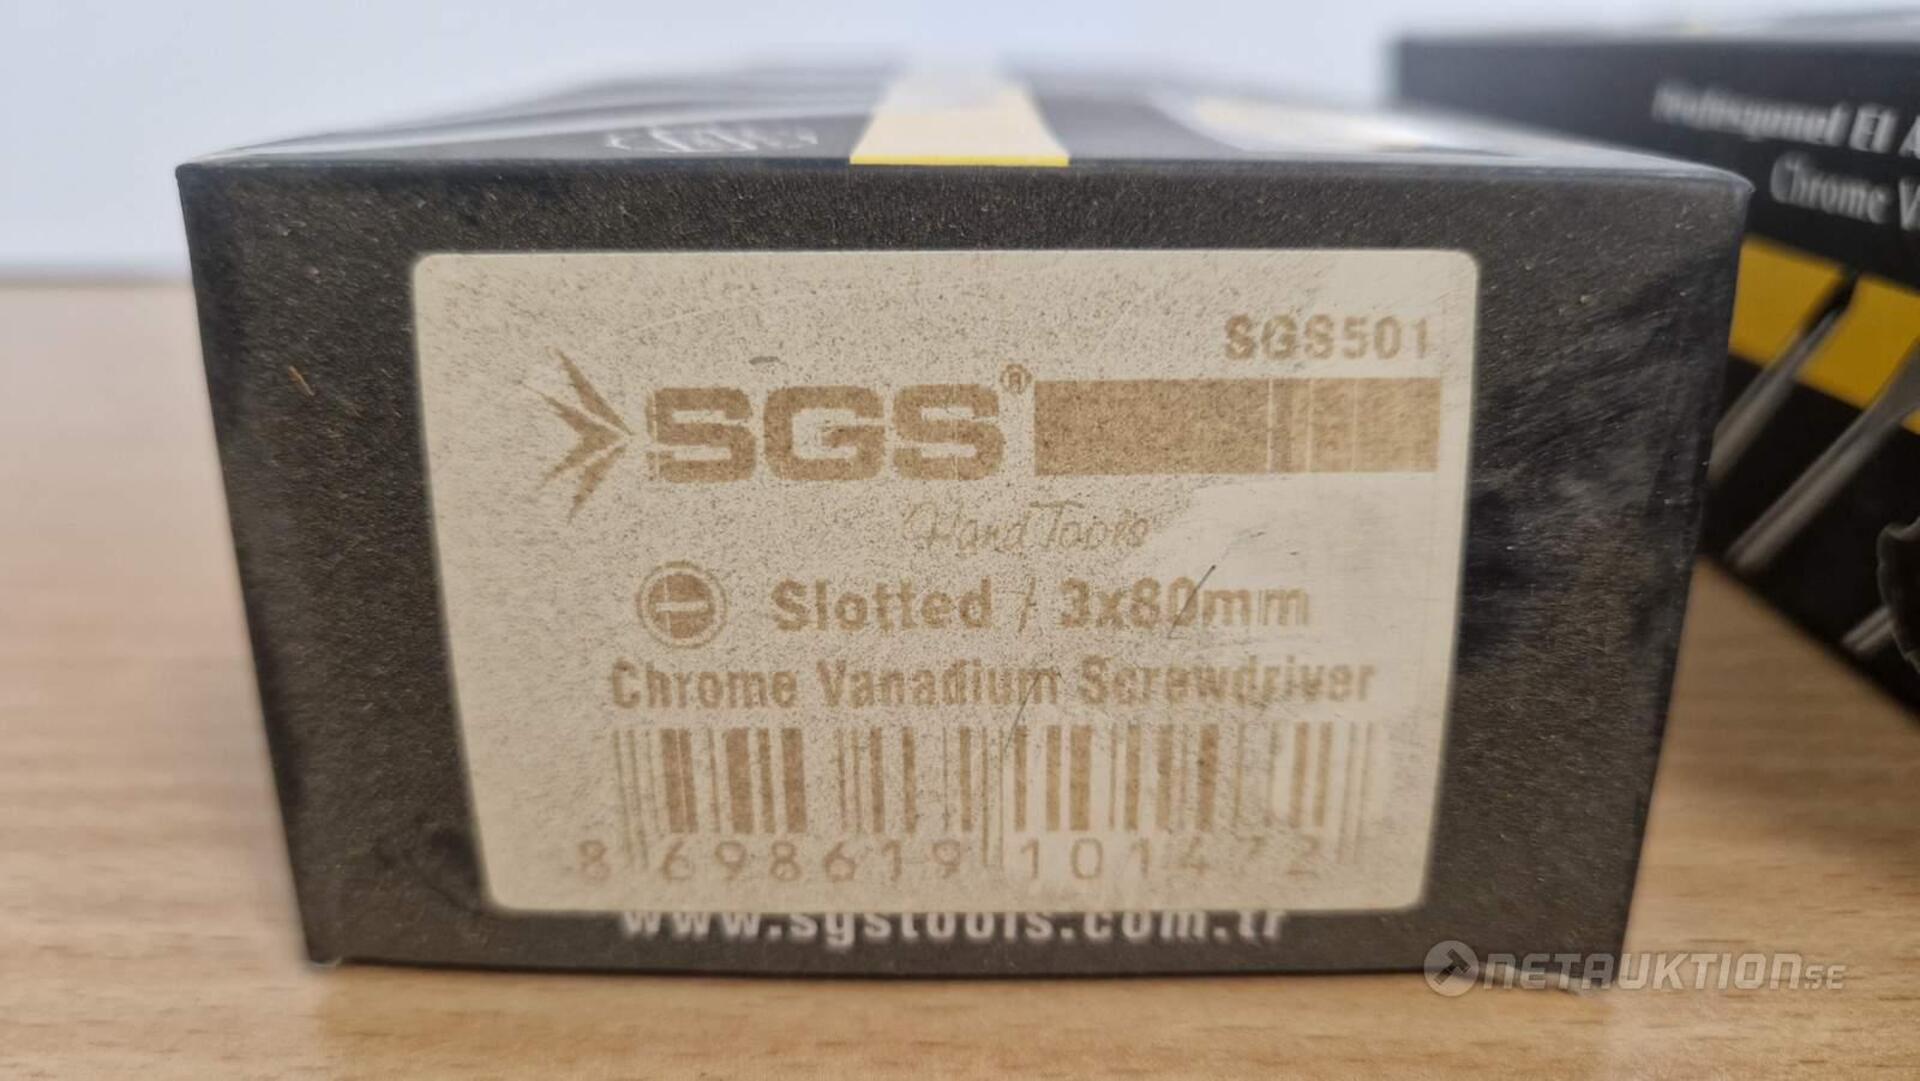 SGS501
SGS®
Hand Tools
Slotted / 3x80mm
Chrome Vanadium Screwdriver
8 698619 101472
www.sgstools.com.tr
El
Chrome V
NETAUKTION.SE